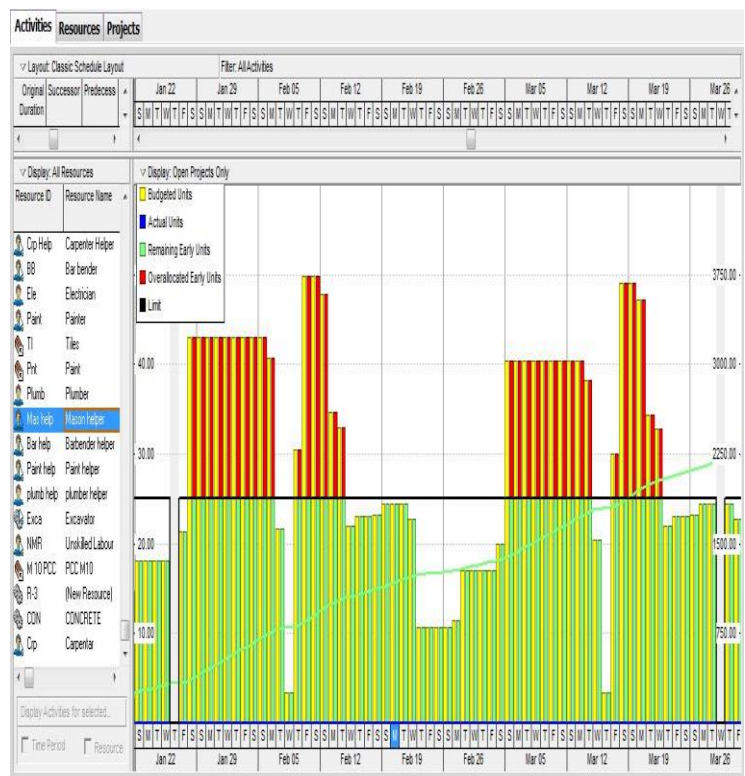 Activities Resources Projects
Layout: Classic Schedule Layout Filter: All Activities
Original Duration Successor Predecess Jan 22 Jan 29 Feb 05 Feb 12 Feb 19 Feb 26 Mar 05 Mar 12 Mar 19 Mar 26
S M T W T F S S M T W T F S S M T W T F S S M T W T F S S M T W T F S S M T W T F S S M T W T F S S M T W T F S S M T W T F S S M T W T
Display: All Resources Display: Open Projects Only
Resource ID Resource Name
Budgeted Units
Actual Units
Remaining Early Units
Overallocated Early Units
Limit
Crp Help Carpenter Helper
BB Bar bender
Ele Electrician
Paint Painter
Tl Tiles
Pnt Paint
Plumb Plumber
Mas help Mason helper
Bar help Barbender helper
Paint help Paint helper
plumb help plumber helper
Exca Excavator
NMR Unskilled Labour
M 10 PCC PCC M10
R-3 (New Resource)
CON CONCRETE
Crp Carpentar
40.00
30.00
20.00
10.00
3750.00
3000.00
2250.00
1500.00
750.00
Display Activities for selected...
Time Period Resource
S M T W T F S S M T W T F S S M T W T F S S M T W T F S S M T W T F S S M T W T F S S M T W T F S S M T W T F S S M T W T F S S M T W T F
Jan 22 Jan 29 Feb 05 Feb 12 Feb 19 Feb 26 Mar 05 Mar 12 Mar 19 Mar 26